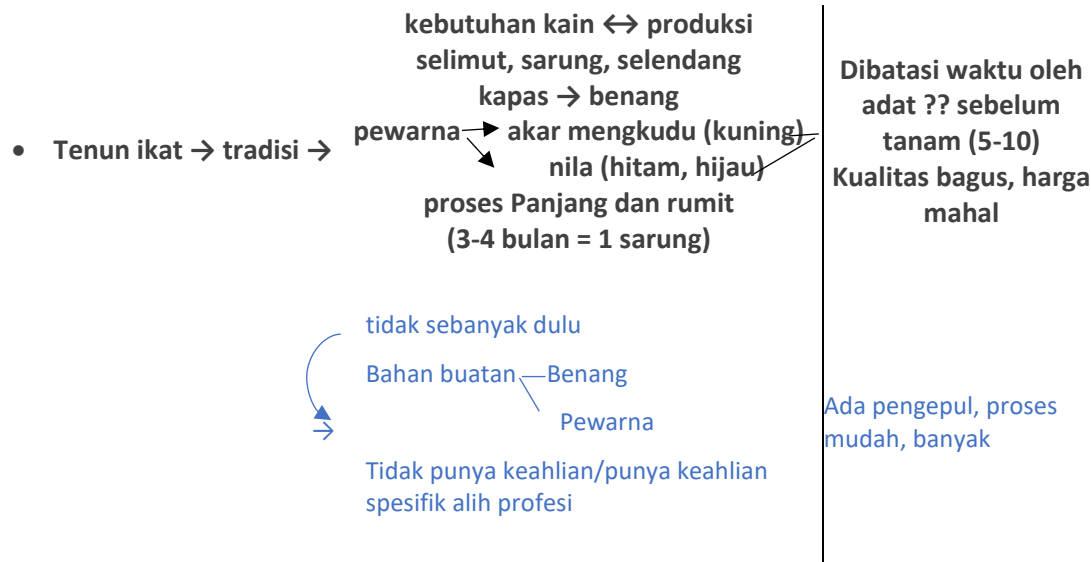 kebutuhan kain ↔ produksi
selimut, sarung, selendang
kapas → benang
pewarna akar mengkudu (kuning)
nila (hitam, hijau)
proses Panjang dan rumit
(3-4 bulan = 1 sarung)
• Tenun ikat → tradisi →
Dibatasi waktu oleh
adat ?? sebelum
tanam (5-10)
Kualitas bagus, harga
mahal
tidak sebanyak dulu
Bahan buatan Benang
Pewarna
→
Tidak punya keahlian/punya keahlian
spesifik alih profesi
Ada pengepul, proses
mudah, banyak